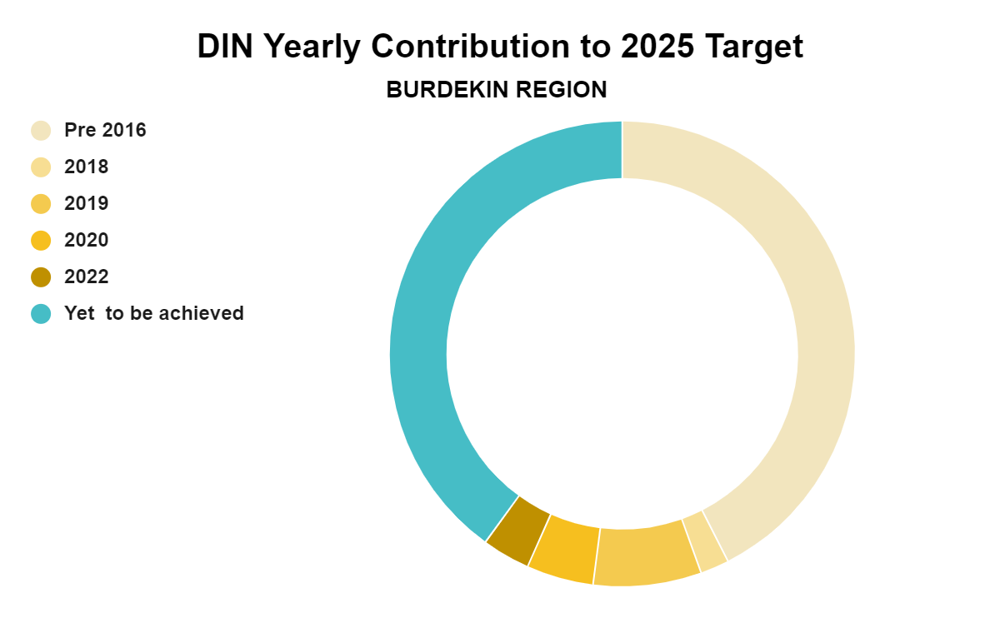 DIN Yearly Contribution to 2025 Target
BURDEKIN REGION
Pre 2016
2018
2019
2020
2022
Yet  to be achieved